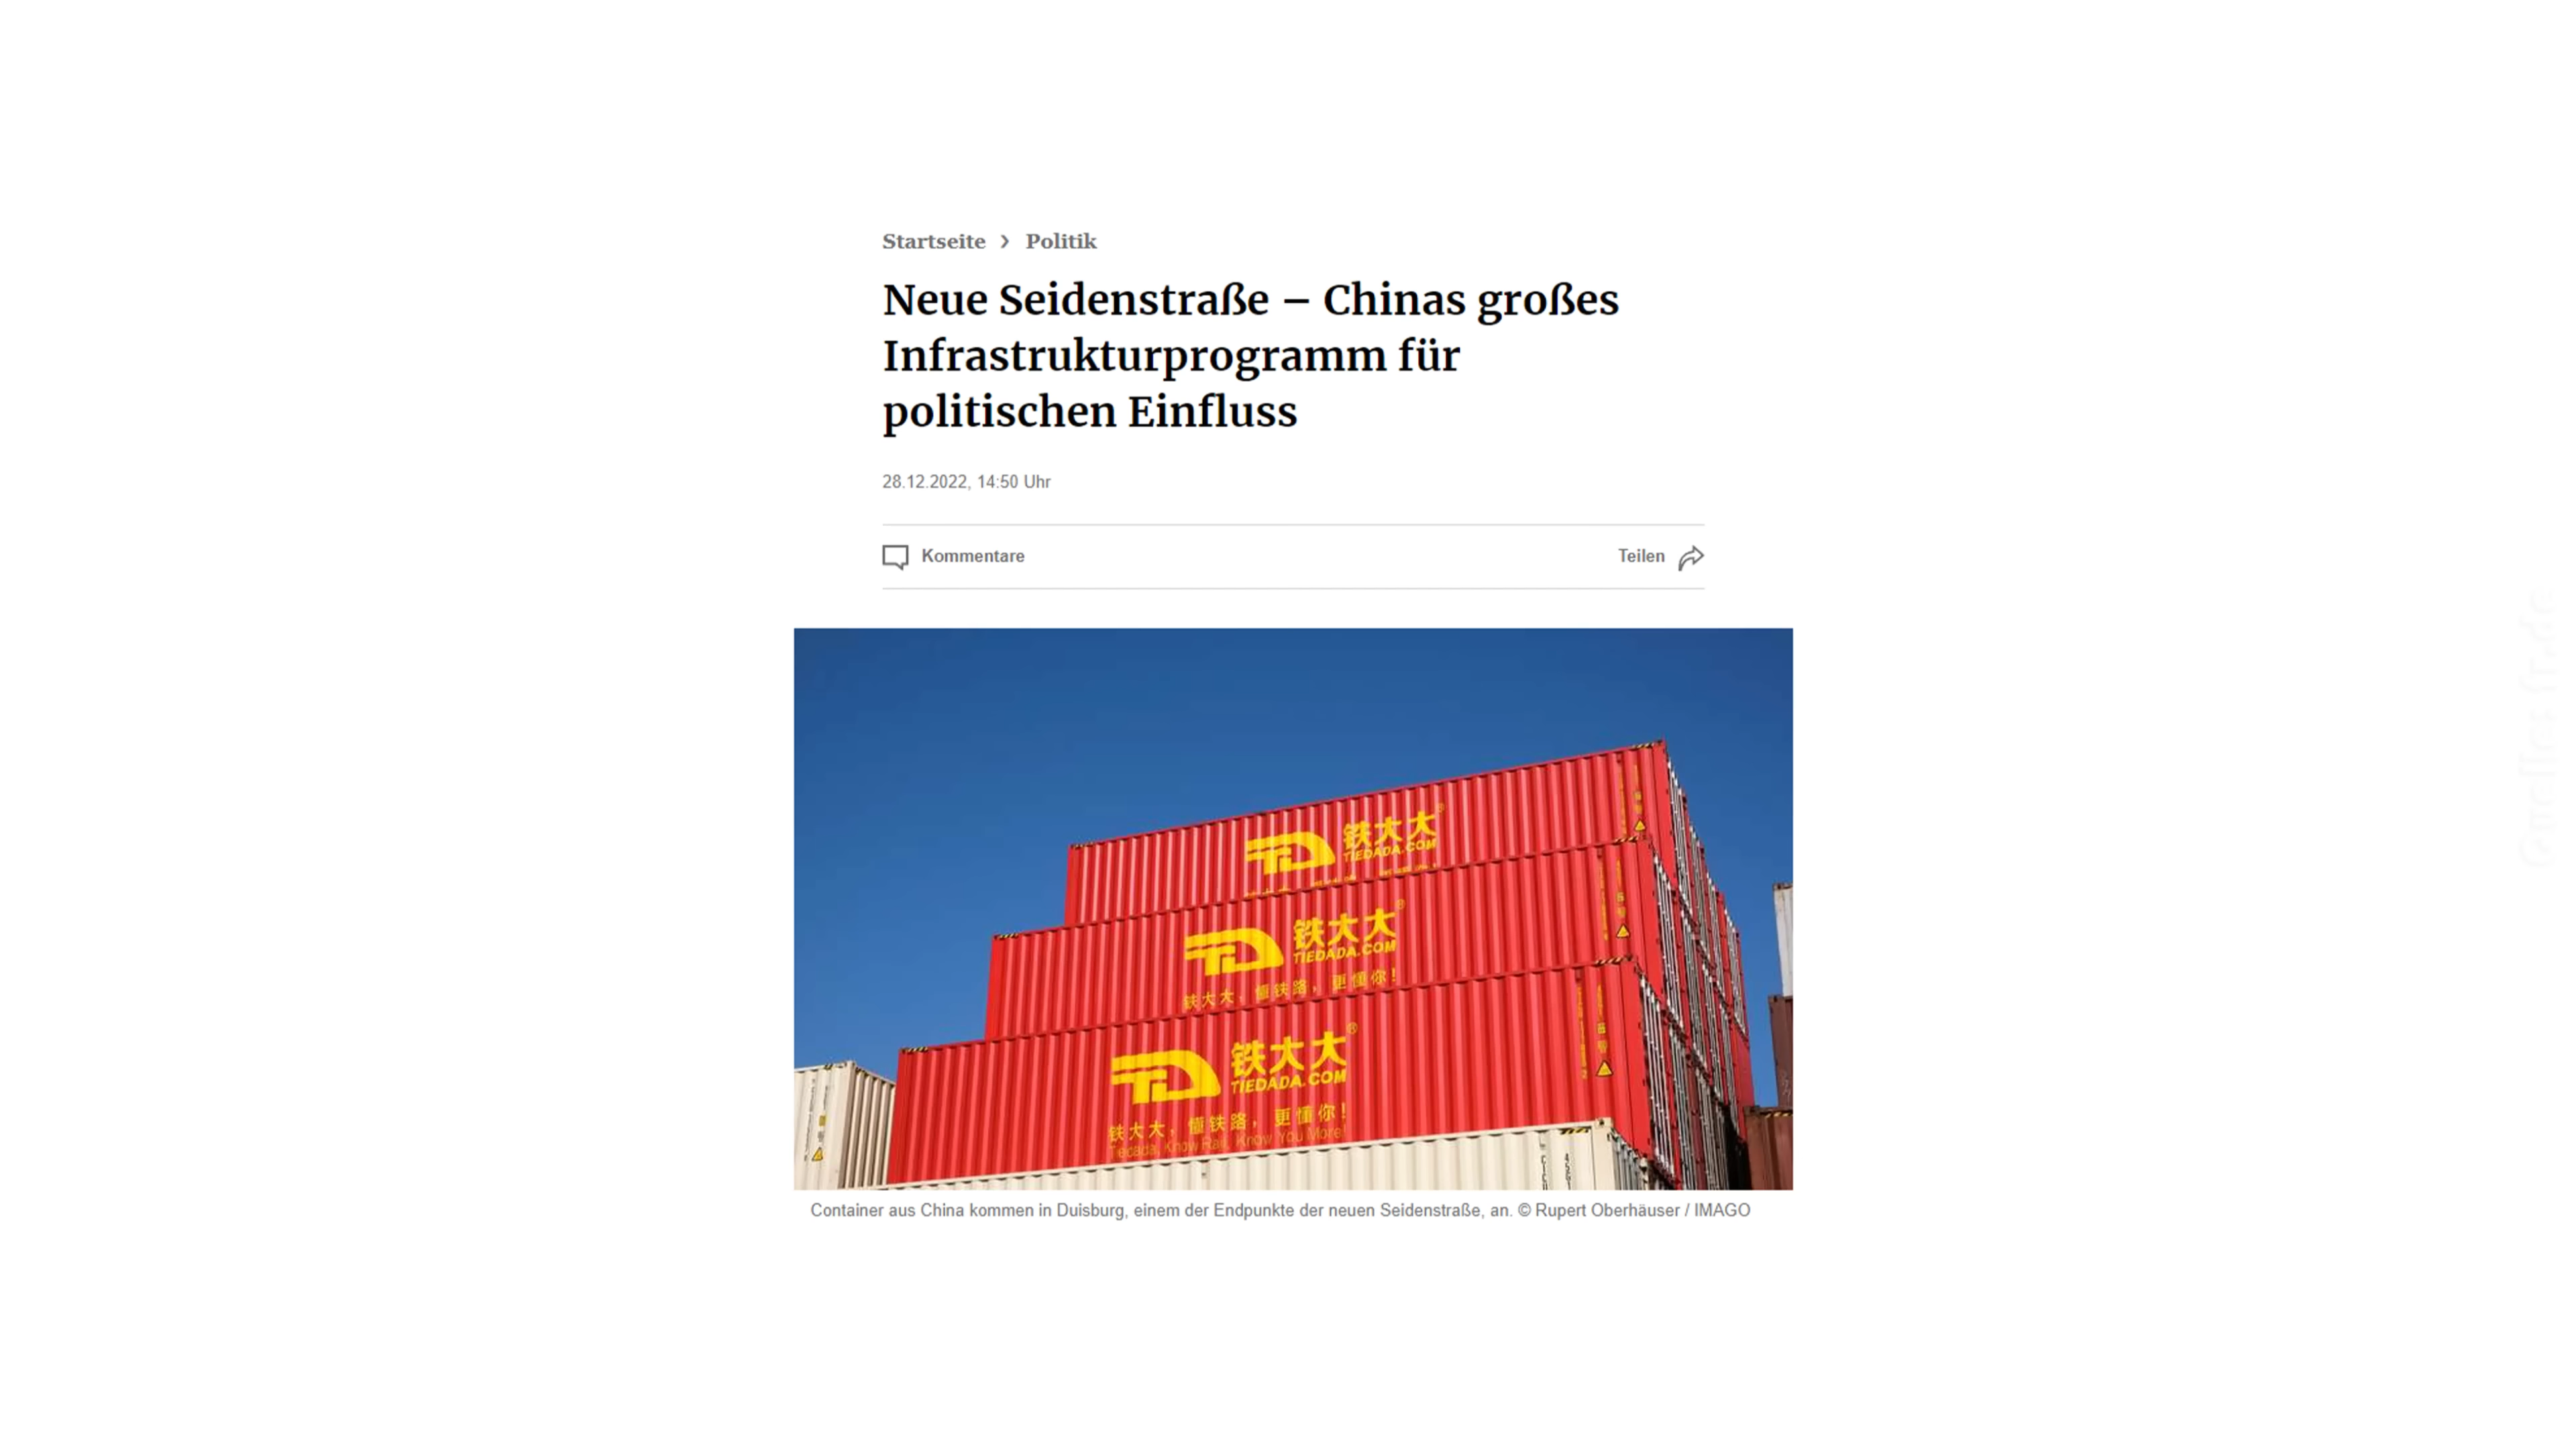 Startseite > Politik
Neue Seidenstraße – Chinas großes
Infrastrukturprogramm für
politischen Einfluss
28.12.2022, 14:50 Uhr
Kommentare
Teilen
铁大大®
TIEDADA.COM
铁大大®
TIEDADA.COM
铁大大，懂铁路，更懂你！
铁大大®
TIEDADA.COM
铁大大，懂铁路，更懂你！
Tiedada, Know Rail, Know You More!
Container aus China kommen in Duisburg, einem der Endpunkte der neuen Seidenstraße, an. © Rupert Oberhäuser / IMAGO